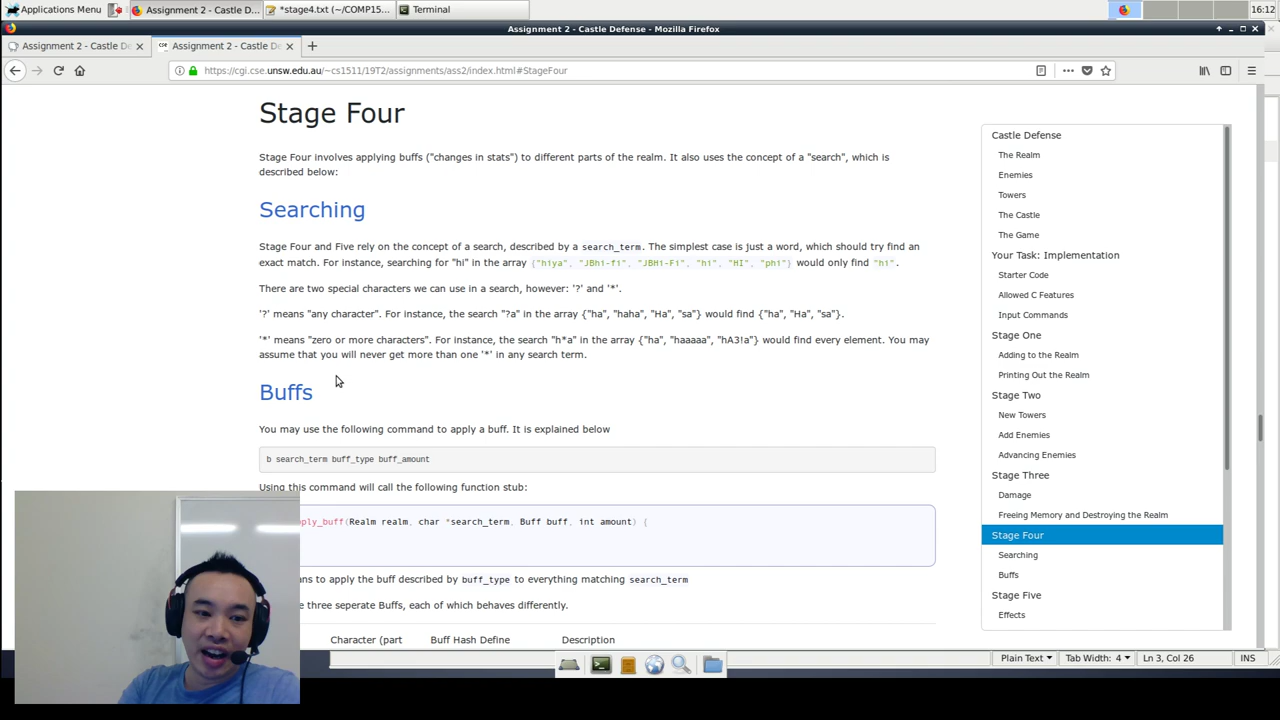 Applications Menu
Assignment 2 - Castle D...
*stage4.txt (~/COMP15...
Terminal
16:12
Assignment 2 - Castle Defense - Mozilla Firefox
Assignment 2 - Castle De
Assignment 2 - Castle De
https://cgi.cse.unsw.edu.au/~cs1511/19T2/assignments/ass2/index.html#StageFour
Stage Four
Stage Four involves applying buffs ("changes in stats") to different parts of the realm. It also uses the concept of a "search", which is
described below:
Searching
Stage Four and Five rely on the concept of a search, described by a search_term. The simplest case is just a word, which should try find an
exact match. For instance, searching for "hi" in the array {"hiya", "JBhi-fi", "JBHi-Fi", "hi", "HI", "phi"} would only find "hi".
There are two special characters we can use in a search, however: '?' and '*'.
'?' means "any character". For instance, the search "?a" in the array {"ha", "haha", "Ha", "sa"} would find {"ha", "Ha", "sa"}.
'*' means "zero or more characters". For instance, the search "h*a" in the array {"ha", "haaaaa", "hA3!a"} would find every element. You may
assume that you will never get more than one '*' in any search term.
Buffs
You may use the following command to apply a buff. It is explained below
b search_term buff_type buff_amount
Using this command will call the following function stub:
ply_buff(Realm realm, char *search_term, Buff buff, int amount) {
ns to apply the buff described by buff_type to everything matching search_term
e three seperate Buffs, each of which behaves differently.
Character (part
Buff Hash Define
Description
Castle Defense
The Realm
Enemies
Towers
The Castle
The Game
Your Task: Implementation
Starter Code
Allowed C Features
Input Commands
Stage One
Adding to the Realm
Printing Out the Realm
Stage Two
New Towers
Add Enemies
Advancing Enemies
Stage Three
Damage
Freeing Memory and Destroying the Realm
Stage Four
Searching
Buffs
Stage Five
Effects
Plain Text
Tab Width: 4
Ln 3, Col 26
INS